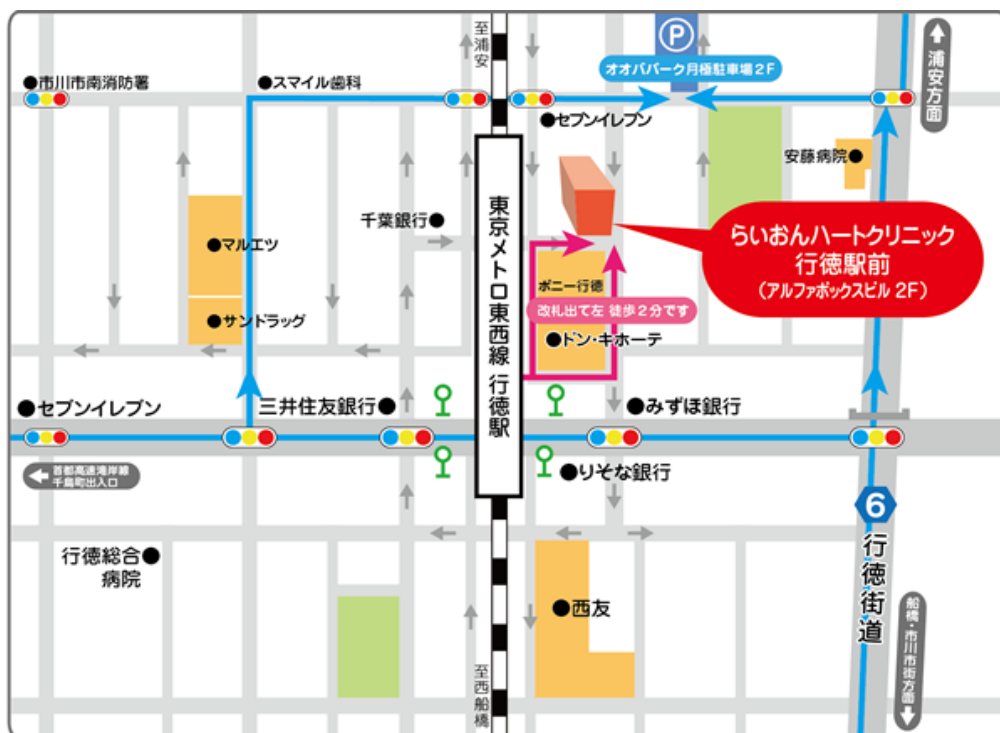 至浦安
P
オオバパーク月極駐車場2F
浦安方面
市川市南消防署
スマイル歯科
セブンイレブン
安藤病院
千葉銀行
マルエツ
サンドラッグ
東京メトロ東西線 行徳駅
ポニー行徳
改札出て左 徒歩2分です
ドン・キホーテ
らいおんハートクリニック
行徳駅前
(アルファボックスビル 2F)
セブンイレブン
三井住友銀行
みずほ銀行
りそな銀行
首都高速湾岸線
千鳥町出入口
6
行徳街道
行徳総合
病院
西友
至西船橋
船橋・市川市街方面